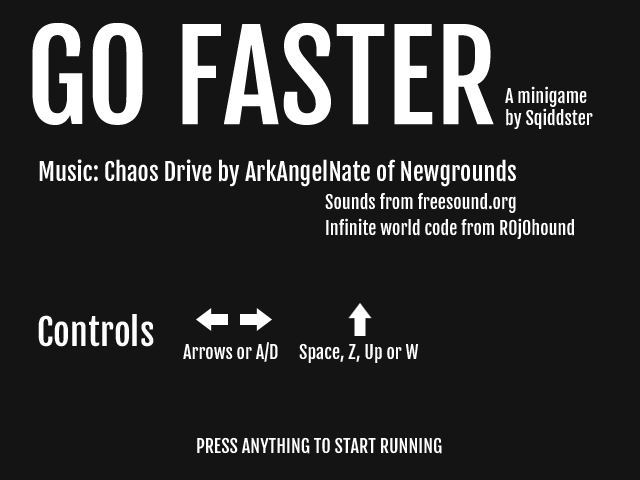 GO FASTER
A minigame
by Sqiddster
Music: Chaos Drive by ArkAngelNate of Newgrounds
Sounds from freesound.org
Infinite world code from R0j0hound
Controls
Arrows or A/D
Space, Z, Up or W
PRESS ANYTHING TO START RUNNING